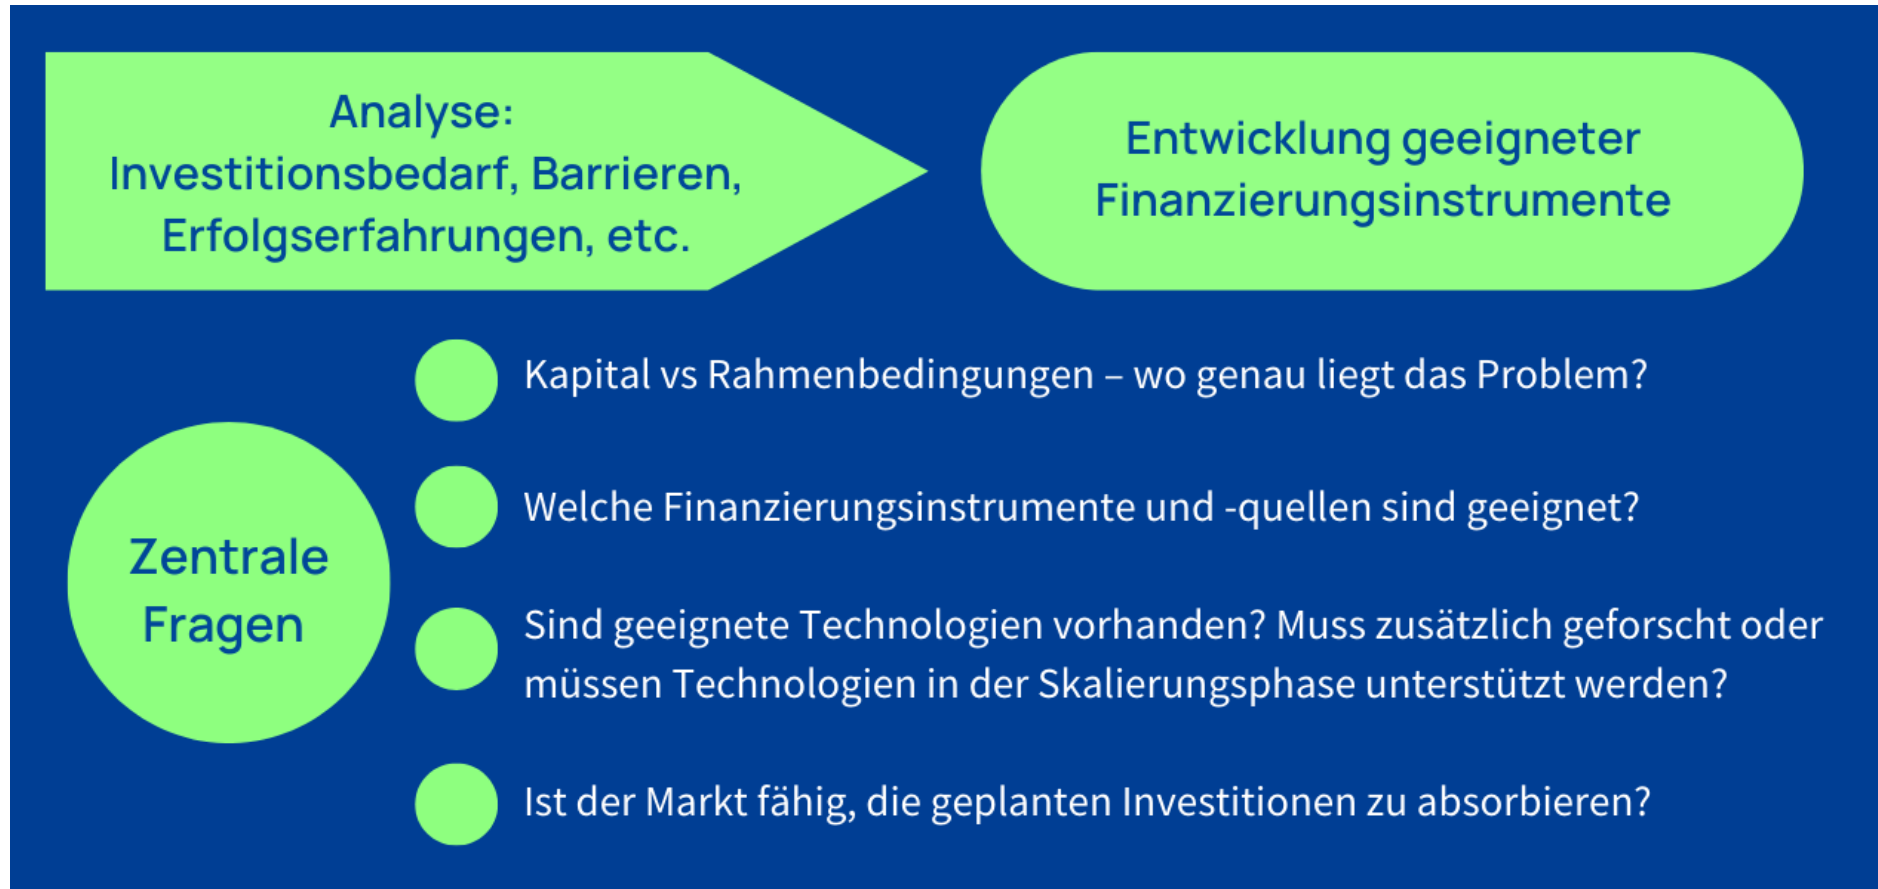 Analyse:
Investitionsbedarf, Barrieren,
Erfolgserfahrungen, etc.
Entwicklung geeigneter
Finanzierungsinstrumente
Zentrale
Fragen
Kapital vs Rahmenbedingungen – wo genau liegt das Problem?
Welche Finanzierungsinstrumente und -quellen sind geeignet?
Sind geeignete Technologien vorhanden? Muss zusätzlich geforscht oder
müssen Technologien in der Skalierungsphase unterstützt werden?
Ist der Markt fähig, die geplanten Investitionen zu absorbieren?